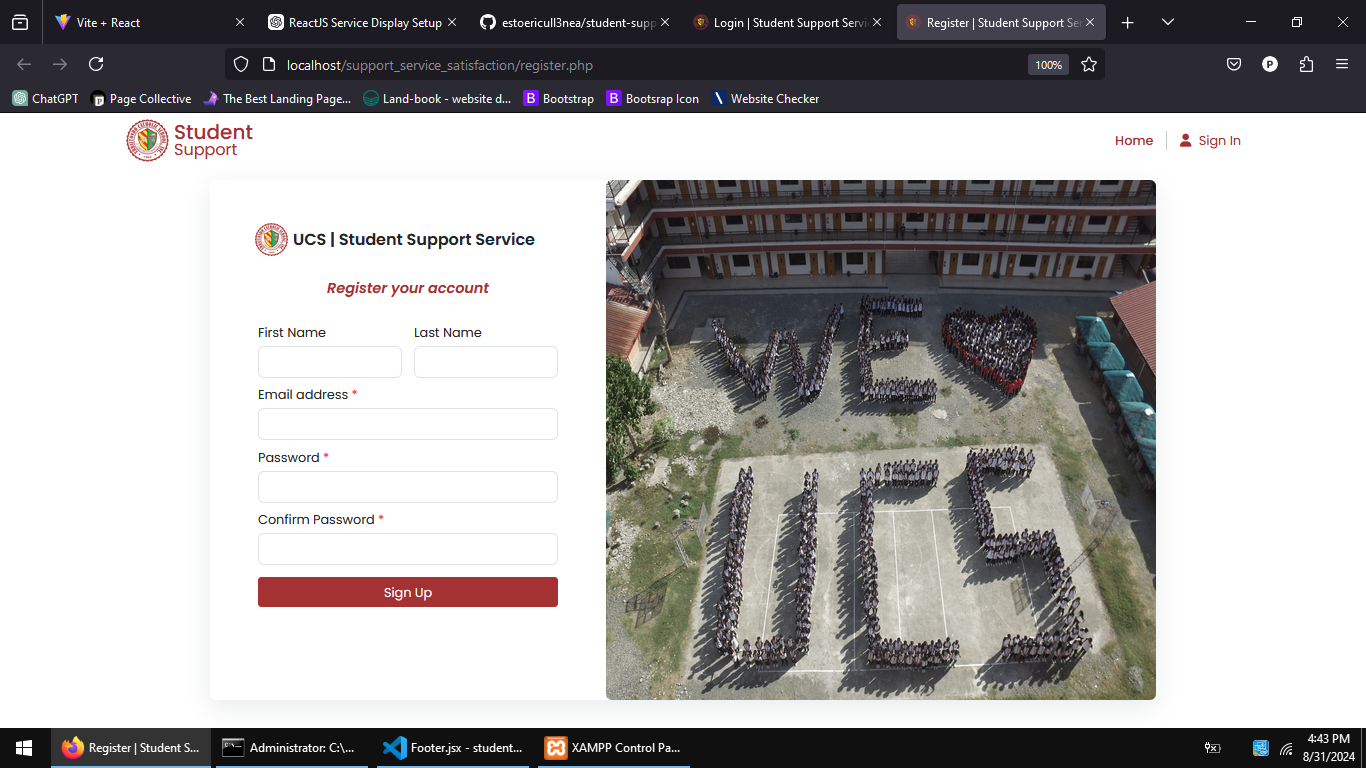 Vite + React
ReactJS Service Display Setup
estoericull3nea/student-supp
Login | Student Support Servi
Register | Student Support Se
localhost/support_service_satisfaction/register.php
100%
P
ChatGPT
Page Collective
The Best Landing Page...
Land-book - website d...
B Bootstrap
B Bootsrap Icon
Website Checker
Student
Support
Home
Sign In
UCS | Student Support Service
Register your account
First Name
Last Name
Email address *
Password *
Confirm Password *
Sign Up
WE
UCS
Register | Student S...
Administrator: C:\...
Footer.jsx - student...
XAMPP Control Pa...
4:43 PM
8/31/2024